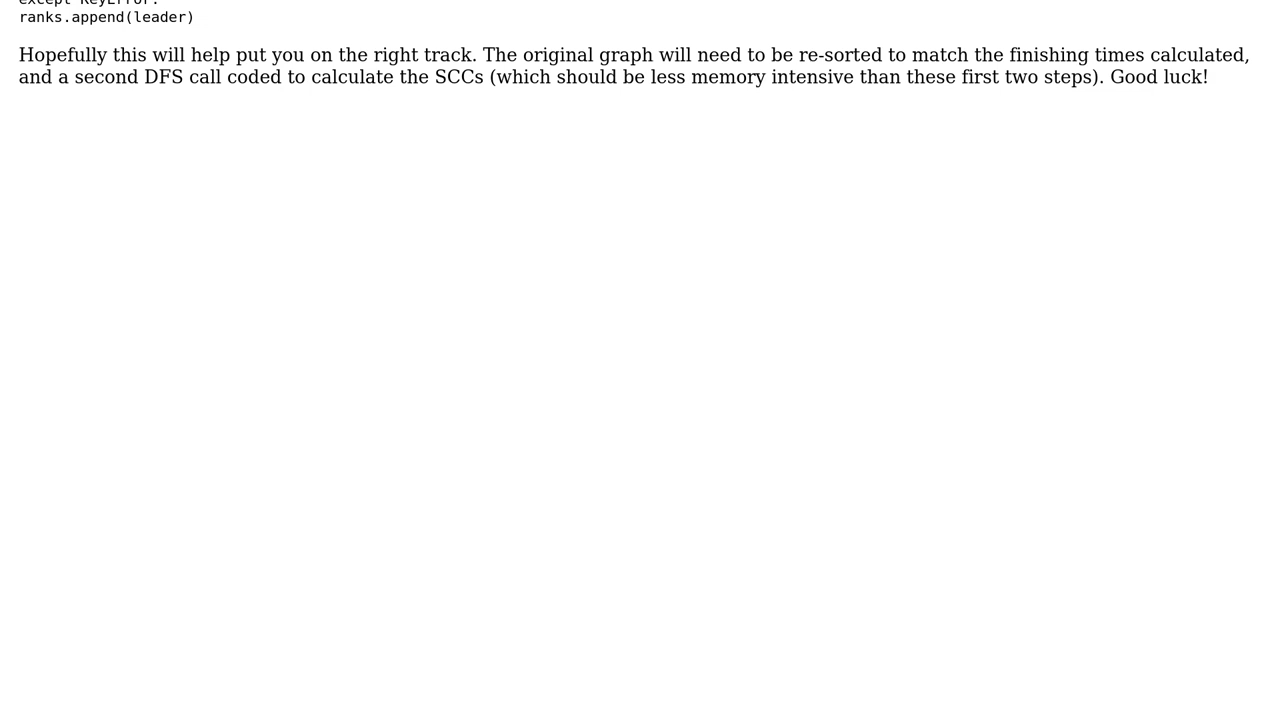 except KeyError:
ranks.append(leader)
Hopefully this will help put you on the right track. The original graph will need to be re-sorted to match the finishing times calculated,
and a second DFS call coded to calculate the SCCs (which should be less memory intensive than these first two steps). Good luck!